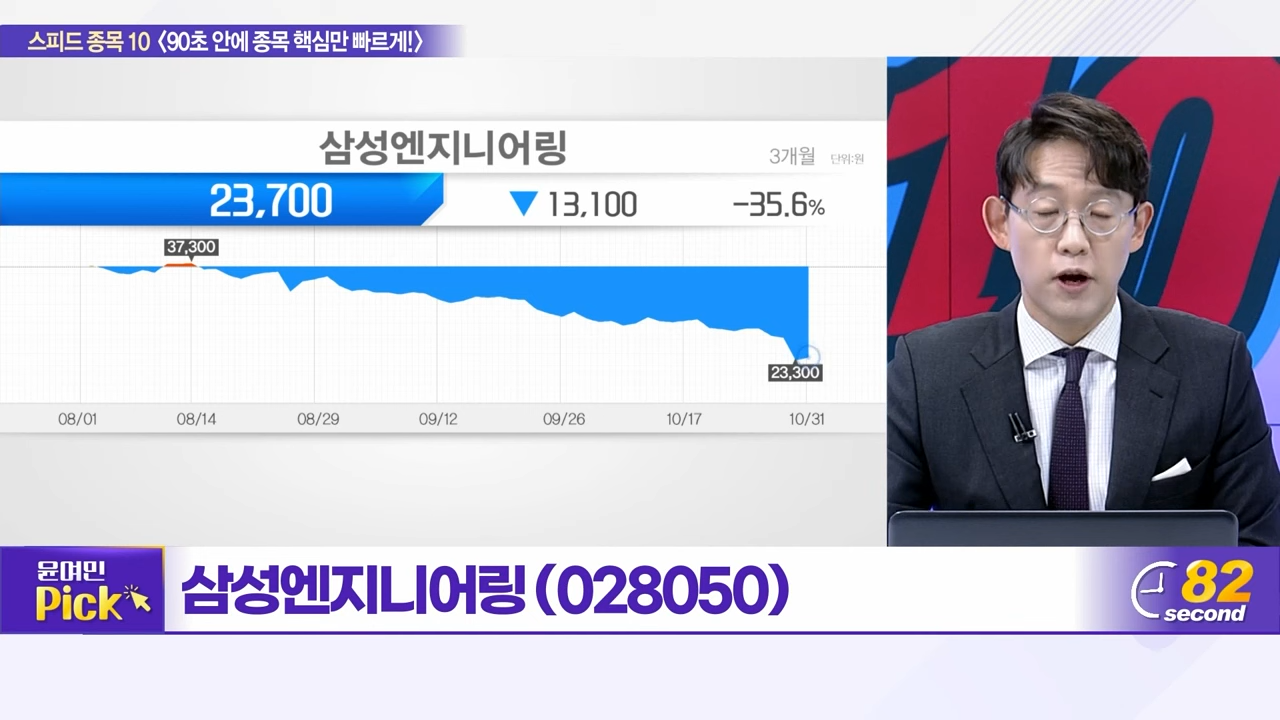 스피드 종목 10 〈90초 안에 종목 핵심만 빠르게!〉
삼성엔지니어링
3개월 단위:원
23,700 ▼ 13,100 -35.6%
37,300
23,300
08/01 08/14 08/29 09/12 09/26 10/17 10/31
윤여민
Pick
삼성엔지니어링(028050)
82
second
10